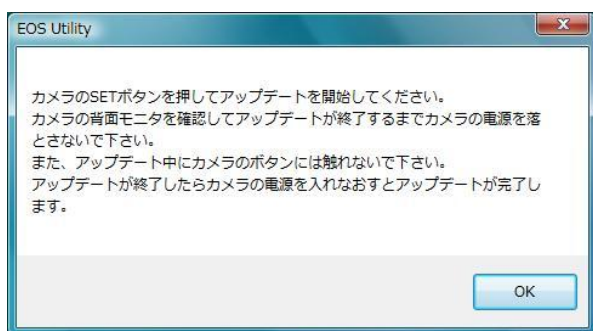 EOS Utility
カメラのSETボタンを押してアップデートを開始してください。
カメラの背面モニタを確認してアップデートが終了するまでカメラの電源を落
とさないで下さい。
また、アップデート中にカメラのボタンには触れないで下さい。
アップデートが終了したらカメラの電源を入れなおすとアップデートが完了し
ます。
OK